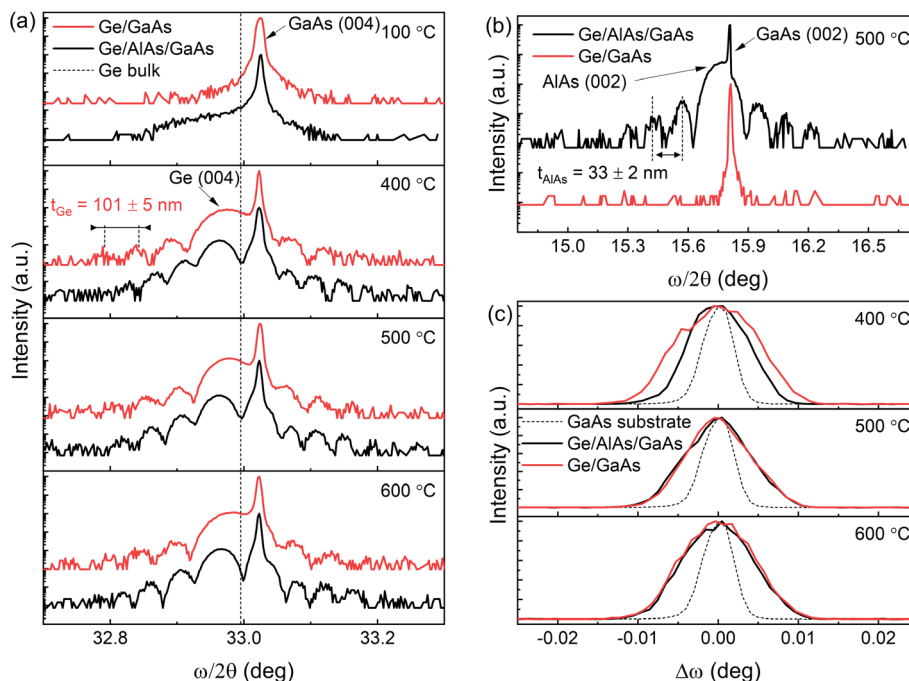 (a)
Ge/GaAs
Ge/AlAs/GaAs
Ge bulk
GaAs (004)
100 °C
Ge (004)
400 °C
t_Ge = 101 ± 5 nm
500 °C
600 °C
Intensity (a.u.)
32.8 33.0 33.2
ω/2θ (deg)
(b)
Ge/AlAs/GaAs
Ge/GaAs
GaAs (002)
500 °C
AlAs (002)
t_AlAs = 33 ± 2 nm
Intensity (a.u.)
15.0 15.3 15.6 15.9 16.2 16.5
ω/2θ (deg)
(c)
400 °C
GaAs substrate
Ge/AlAs/GaAs
Ge/GaAs
500 °C
600 °C
Intensity (a.u.)
-0.02 -0.01 0.00 0.01 0.02
Δω (deg)